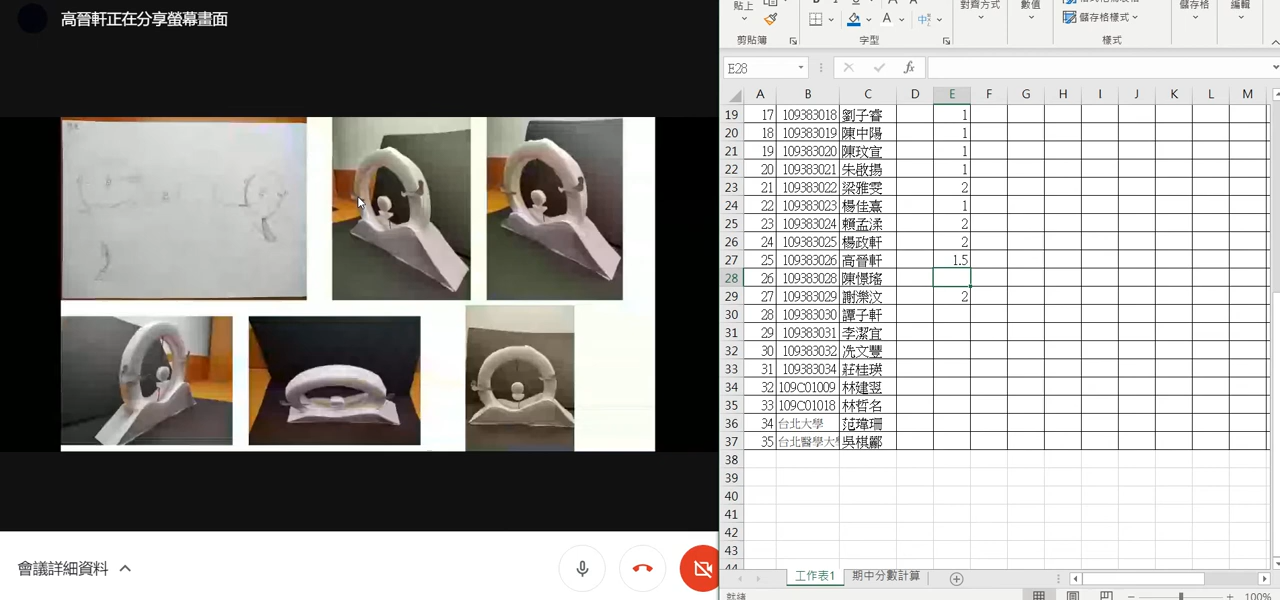 高晉軒正在分享螢幕畫面
會議詳細資料
貼上
對齊方式
數值
儲存格
編輯
儲存格樣式
剪貼簿
字型
樣式
E28
fx
A B C D E F G H I J K L M
19 17 109383018 劉子睿 1
20 18 109383019 陳中陽 1
21 19 109383020 陳玟宣 1
22 20 109383021 朱啟揚 1
23 21 109383022 梁雅雯 2
24 22 109383023 楊佳熹 1
25 23 109383024 賴孟渘 2
26 24 109383025 楊政軒 2
27 25 109383026 高晉軒 1.5
28 26 109383028 陳憬瑤
29 27 109383029 謝濼汶 2
30 28 109383030 譚子軒
31 29 109383031 李潔宜
32 30 109383032 冼文豐
33 31 109383034 莊桂瑛
34 32 109C01009 林建翌
35 33 109C01018 林哲名
36 34 台北大學 范瑋珊
37 35 台北醫學大 吳棋酈
38
39
40
41
42
43
44
工作表1 期中分數計算
就緒
100%